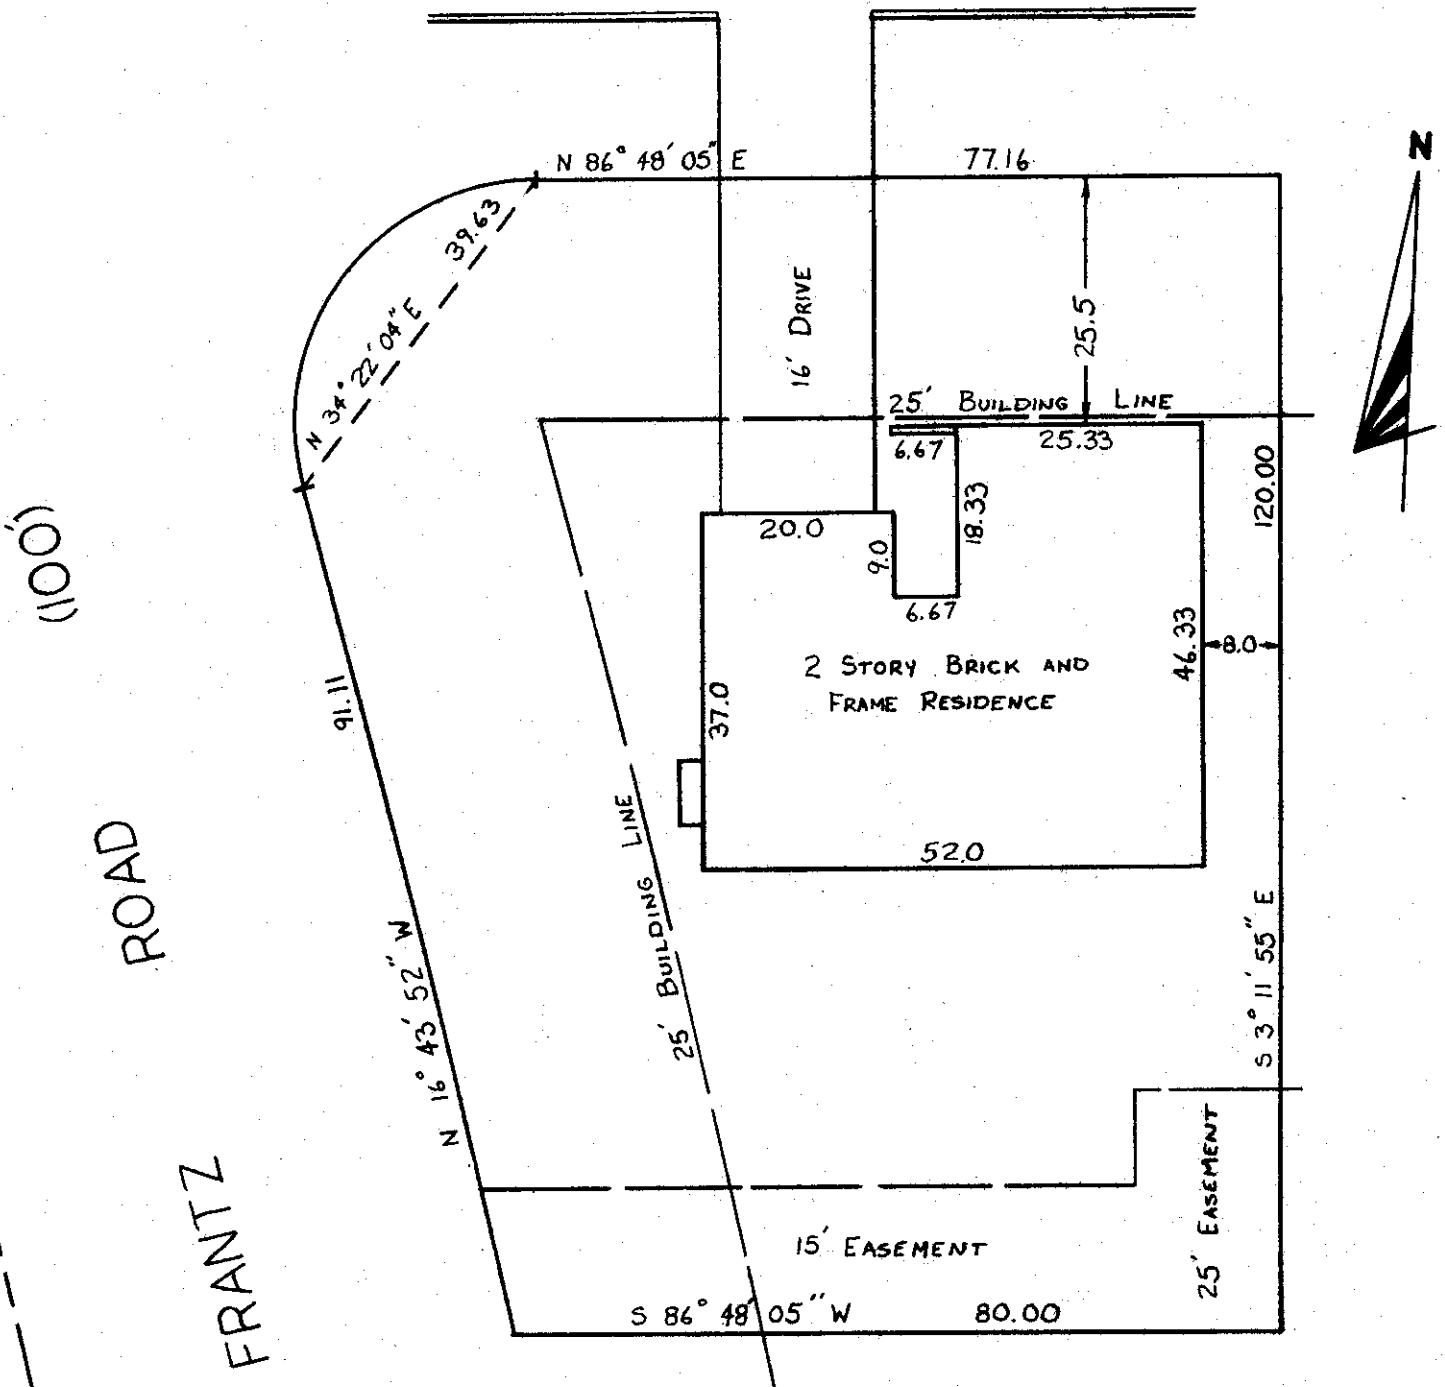 N 86° 48' 05" E
77.16
N
39.63
N 34° 22' 04" E
16' DRIVE
25.5
25' BUILDING LINE
6.67
25.33
120.00
18.33
20.0
9.0
6.67
(100')
46.33
8.0
2 STORY BRICK AND
FRAME RESIDENCE
37.0
91.11
52.0
25' BUILDING LINE
ROAD
N 16° 43' 52" W
S 3° 11' 55" E
25' EASEMENT
15' EASEMENT
FRANTZ
S 86° 48' 05" W
80.00